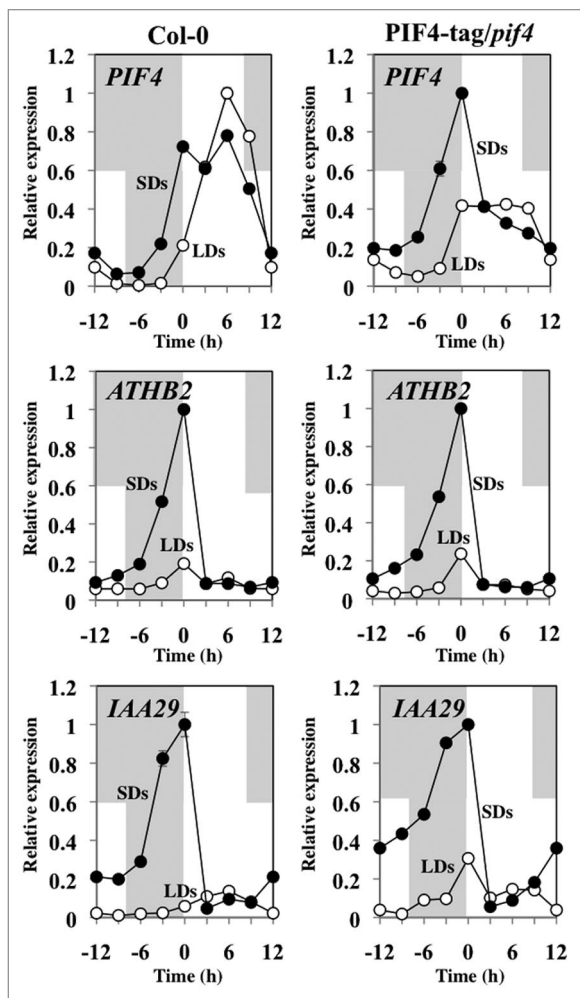 Col-0
PIF4-tag/pif4
Relative expression
1.2
1
0.8
0.6
0.4
0.2
0
PIF4
SDs
LDs
-12 -6 0 6 12
Time (h)
Relative expression
1.2
1
0.8
0.6
0.4
0.2
0
PIF4
SDs
LDs
-12 -6 0 6 12
Time (h)
Relative expression
1.2
1
0.8
0.6
0.4
0.2
0
ATHB2
SDs
LDs
-12 -6 0 6 12
Time (h)
Relative expression
1.2
1
0.8
0.6
0.4
0.2
0
ATHB2
SDs
LDs
-12 -6 0 6 12
Time (h)
Relative expression
1.2
1
0.8
0.6
0.4
0.2
0
IAA29
SDs
LDs
-12 -6 0 6 12
Time (h)
Relative expression
1.2
1
0.8
0.6
0.4
0.2
0
IAA29
SDs
LDs
-12 -6 0 6 12
Time (h)